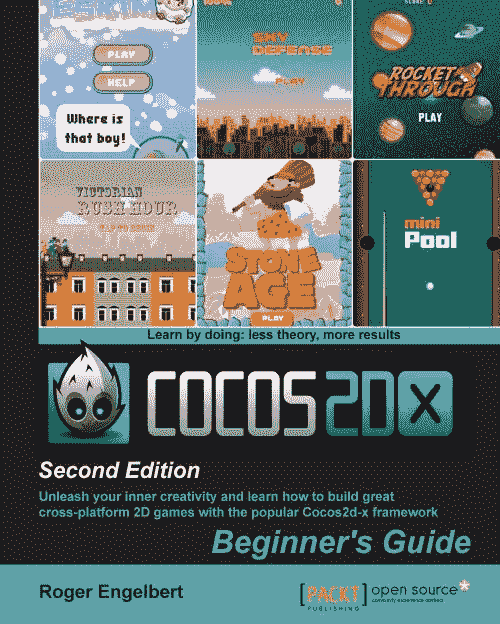 SCORE 0
PLAY
HELP
Where is
that boy!
SKY
DEFENSE
PLAY
ROCKET
THROUGH
PLAY
VICTORIAN
RUSH HOUR
STONE
AGE
PLAY
mini
Pool
Learn by doing: less theory, more results
COCOS2DX
Second Edition
Unleash your inner creativity and learn how to build great
cross-platform 2D games with the popular Cocos2d-x framework
Beginner's Guide
Roger Engelbert
[PACKT] open source*
PUBLISHING community experience distilled